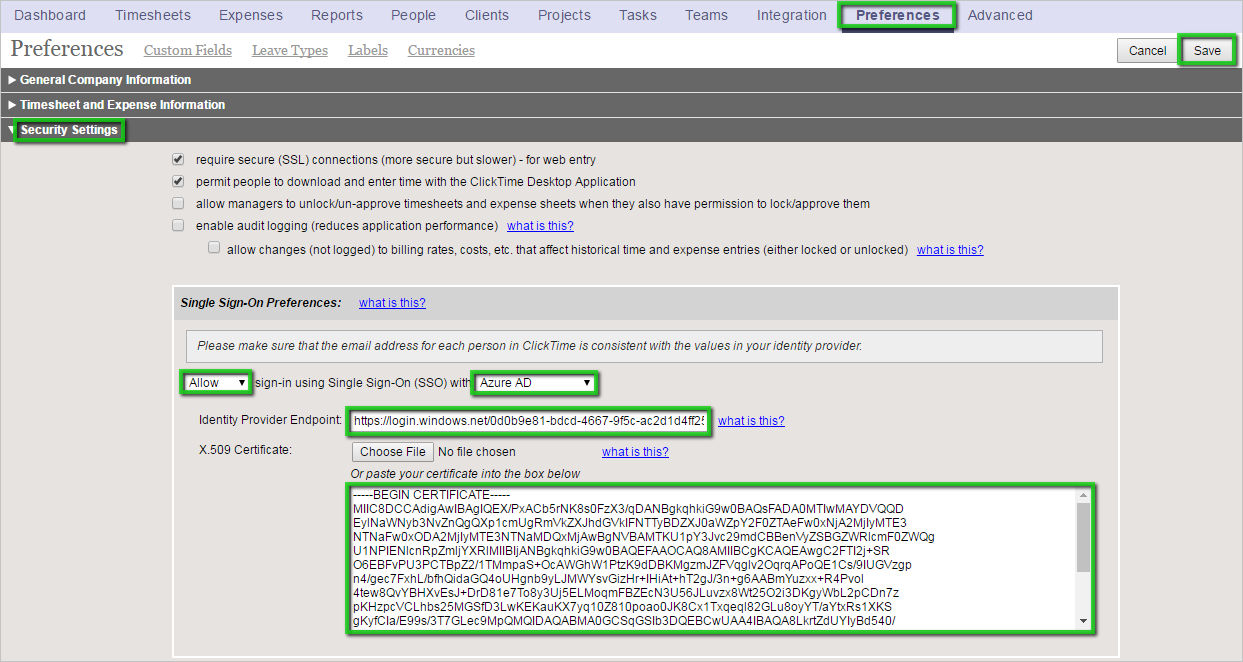 Dashboard Timesheets Expenses Reports People Clients Projects Tasks Teams Integration Preferences Advanced
Preferences Custom Fields Leave Types Labels Currencies Cancel Save
General Company Information
Timesheet and Expense Information
Security Settings
require secure (SSL) connections (more secure but slower) - for web entry
permit people to download and enter time with the ClickTime Desktop Application
allow managers to unlock/un-approve timesheets and expense sheets when they also have permission to lock/approve them
enable audit logging (reduces application performance) what is this?
allow changes (not logged) to billing rates, costs, etc. that affect historical time and expense entries (either locked or unlocked) what is this?
Single Sign-On Preferences: what is this?
Please make sure that the email address for each person in ClickTime is consistent with the values in your identity provider.
Allow sign-in using Single Sign-On (SSO) with Azure AD
Identity Provider Endpoint: https://login.windows.net/0d0b9e81-bdcd-4667-9f5c-ac2d1d4ff25 what is this?
X.509 Certificate: Choose File No file chosen what is this?
Or paste your certificate into the box below
-----BEGIN CERTIFICATE-----
MIIC8DCCAdigAwIBAgIQEX/PxACb5rNK8s0FzX3/qDANBgkqhkiG9w0BAQsFADA0MTIwMAYDVQQD
EylNaWNyb3NvZnQgQXp1cmUgRmVkZXJhdGVkIFNTTyBDZXJ0aWZpY2F0ZTAeFw0xNjA2MjIyMTE3
NTNaFw0xODA2MjIyMTE3NTNaMDQxMjAwBgNVBAMTKU1pY3Jvc29mdCBBenVyZSBGZWRlcmF0ZWQg
U1NPIENlcnRpZmljYXRlMIIBIjANBgkqhkiG9w0BAQEFAAOCAQ8AMIIBCgKCAQEAwgC2FTI2j+SR
O6EBFvPU3PCTBpZ2/1TMmpaS+OcAWGhW1PtzK9dDBKMgzmJZFVqglv2OqrqAPoQE1Cs/9IUGVzgp
n4/gec7FxhL/bfhQidaGQ4oUHgnb9yLJMWYsvGizHr+IHiAt+hT2gJ/3n+g6AABmYuzxx+R4Pvol
4tew8QvYBHXvEsJ+DrD81e7To8y3Uj5ELMoqmFBZEcN3U56JLuvzx8Wt25O2i3DKgyWbL2pCDn7z
pKHzpcVCLhbs25MGSfD3LwKEKauKX7yq10Z810poao0JK8Cx1TxqeqI82GLu8oyYT/aYtxRs1XKS
gKyfCIa/E99s/3T7GLec9MpQMQIDAQABMA0GCSqGSIb3DQEBCwUAA4IBAQA8LkrtZdUYIyBd540/